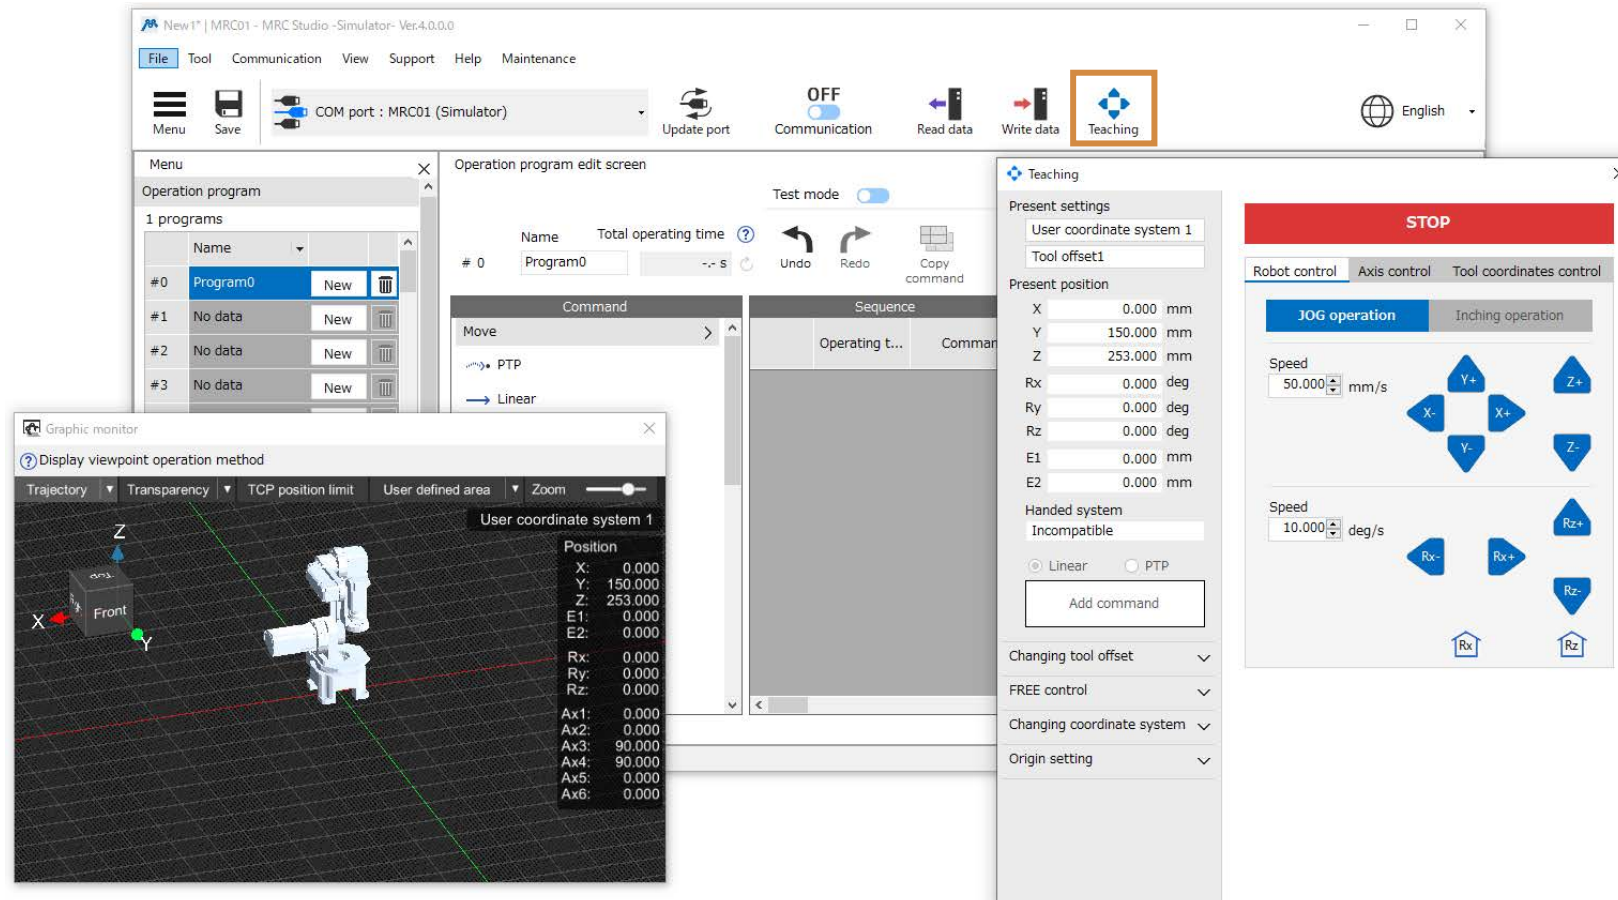 New1* | MRC01 - MRC Studio -Simulator- Ver.4.0.0.0
File Tool Communication View Support Help Maintenance
Menu
Save
COM port : MRC01 (Simulator)
Update port
OFF
Communication
Read data
Write data
Teaching
English
Menu
Operation program
1 programs
Name
#0 Program0 New
#1 No data New
#2 No data New
#3 No data New
Operation program edit screen
Test mode
Name Total operating time ?
# 0 Program0 -.- s
Undo
Redo
Copy
command
Command
Move
PTP
Linear
Sequence
Operating t...
Comman
Graphic monitor
? Display viewpoint operation method
Trajectory Transparency TCP position limit User defined area Zoom
User coordinate system 1
Z
X
Y
Top
Front
Position
X: 0.000
Y: 150.000
Z: 253.000
E1: 0.000
E2: 0.000
Rx: 0.000
Ry: 0.000
Rz: 0.000
Ax1: 0.000
Ax2: 0.000
Ax3: 90.000
Ax4: 90.000
Ax5: 0.000
Ax6: 0.000
Teaching
Present settings
User coordinate system 1
Tool offset1
Present position
X 0.000 mm
Y 150.000 mm
Z 253.000 mm
Rx 0.000 deg
Ry 0.000 deg
Rz 0.000 deg
E1 0.000 mm
E2 0.000 mm
Handed system
Incompatible
Linear PTP
Add command
Changing tool offset
FREE control
Changing coordinate system
Origin setting
STOP
Robot control Axis control Tool coordinates control
JOG operation Inching operation
Speed
50.000 mm/s
Y+
X-
X+
Y-
Z+
Z-
Speed
10.000 deg/s
Rx-
Rx+
Rz+
Rz-
Rx
Rz